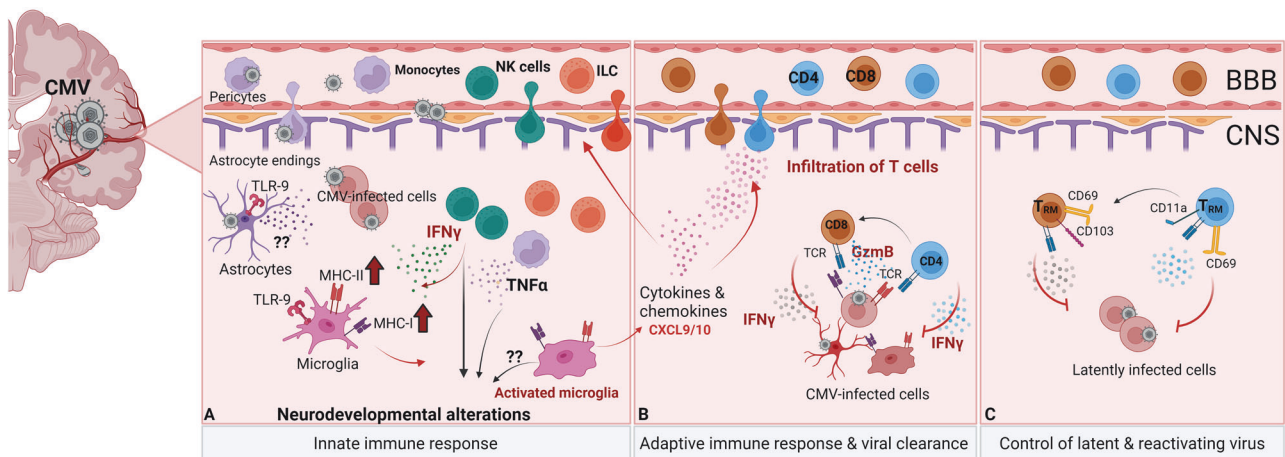 CMV
Pericytes
Monocytes
NK cells
ILC
Astrocyte endings
TLR-9
CMV-infected cells
??
Astrocytes
IFNγ
MHC-II
TNFα
TLR-9
MHC-I
Microglia
??
Activated microglia
A
Neurodevelopmental alterations
Innate immune response
CD4
CD8
Infiltration of T cells
Cytokines &
chemokines
CXCL9/10
CD8
TCR
GzmB
TCR
CD4
IFNγ
IFNγ
CMV-infected cells
B
Adaptive immune response & viral clearance
BBB
CNS
TRM
CD69
CD103
CD11a
TRM
CD69
Latently infected cells
C
Control of latent & reactivating virus